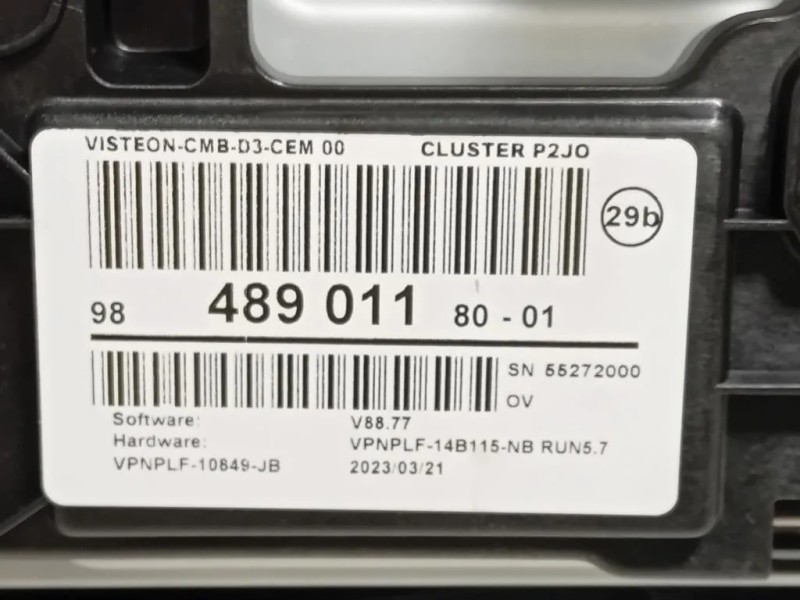 VISTEON-CMB-D3-CEM 00 CLUSTER P2JO
29b
98 489 011 80 - 01
SN 55272000
OV
Software: V88.77
Hardware: VPNPLF-14B115-NB RUN5.7
VPNPLF-10849-JB 2023/03/21